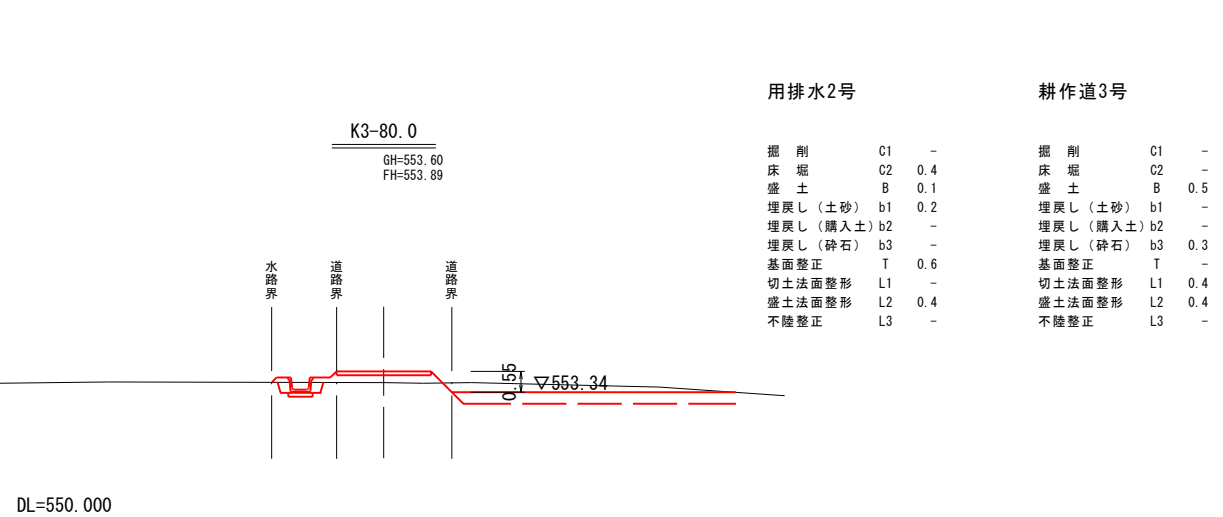 用排水2号
掘 削 C1 -
床 堀 C2 0.4
盛 土 B 0.1
埋戻し（土砂） b1 0.2
埋戻し（購入土） b2 -
埋戻し（砕石） b3 -
基面整正 T 0.6
切土法面整形 L1 -
盛土法面整形 L2 0.4
不陸整正 L3 -
耕作道3号
掘 削 C1 -
床 堀 C2 -
盛 土 B 0.5
埋戻し（土砂） b1 -
埋戻し（購入土） b2 -
埋戻し（砕石） b3 0.3
基面整正 T -
切土法面整形 L1 0.4
盛土法面整形 L2 0.4
不陸整正 L3 -
K3-80.0
GH=553.60
FH=553.89
水路界
道路界
道路界
0.55
▽553.34
DL=550.000